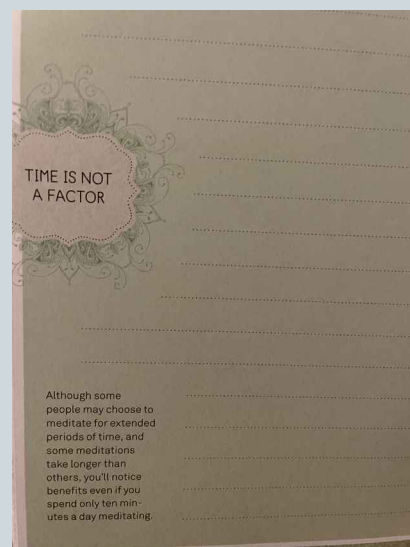 TIME IS NOT
A FACTOR
Although some
people may choose to
meditate for extended
periods of time, and
some meditations
take longer than
others, you'll notice
benefits even if you
spend only ten min-
utes a day meditating.